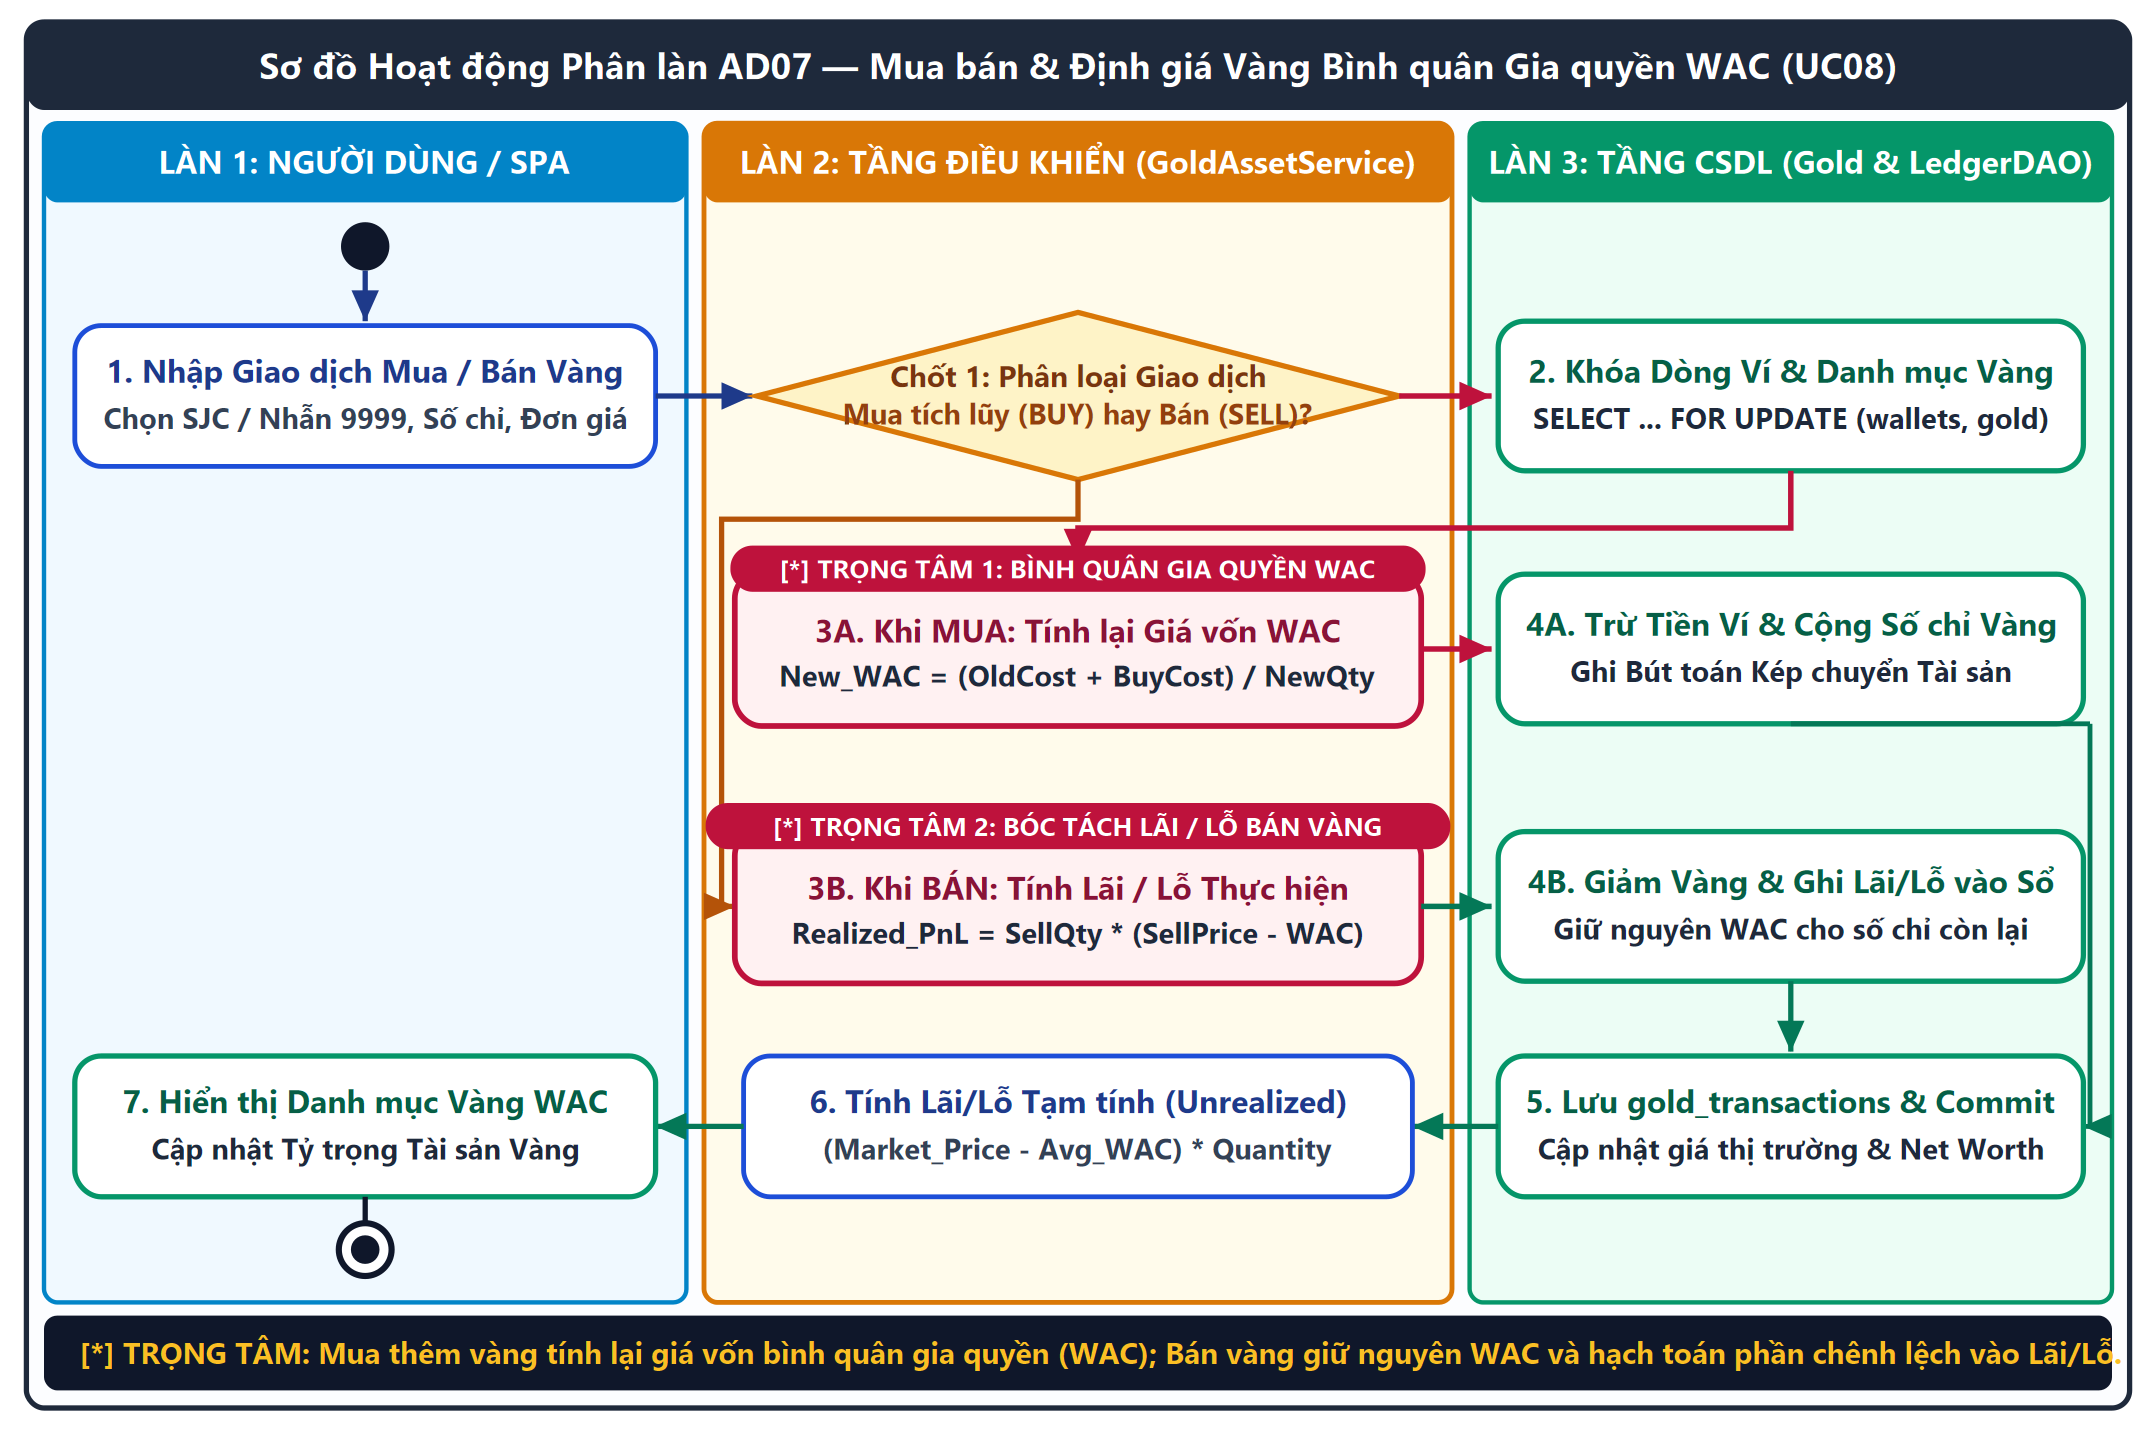 Sơ đồ Hoạt động Phân làn AD07 — Mua bán & Định giá Vàng Bình quân Gia quyền WAC (UC08)
LÀN 1: NGƯỜI DÙNG / SPA
LÀN 2: TẦNG ĐIỀU KHIỂN (GoldAssetService)
LÀN 3: TẦNG CSDL (Gold & LedgerDAO)
1. Nhập Giao dịch Mua / Bán Vàng
Chọn SJC / Nhẫn 9999, Số chỉ, Đơn giá
Chốt 1: Phân loại Giao dịch
Mua tích lũy (BUY) hay Bán (SELL)?
2. Khóa Dòng Ví & Danh mục Vàng
SELECT ... FOR UPDATE (wallets, gold)
[*] TRỌNG TÂM 1: BÌNH QUÂN GIA QUYỀN WAC
3A. Khi MUA: Tính lại Giá vốn WAC
New_WAC = (OldCost + BuyCost) / NewQty
4A. Trừ Tiền Ví & Cộng Số chỉ Vàng
Ghi Bút toán Kép chuyển Tài sản
[*] TRỌNG TÂM 2: BÓC TÁCH LÃI / LỖ BÁN VÀNG
3B. Khi BÁN: Tính Lãi / Lỗ Thực hiện
Realized_PnL = SellQty * (SellPrice - WAC)
4B. Giảm Vàng & Ghi Lãi/Lỗ vào Sổ
Giữ nguyên WAC cho số chỉ còn lại
7. Hiển thị Danh mục Vàng WAC
Cập nhật Tỷ trọng Tài sản Vàng
6. Tính Lãi/Lỗ Tạm tính (Unrealized)
(Market_Price - Avg_WAC) * Quantity
5. Lưu gold_transactions & Commit
Cập nhật giá thị trường & Net Worth
[*] TRỌNG TÂM: Mua thêm vàng tính lại giá vốn bình quân gia quyền (WAC); Bán vàng giữ nguyên WAC và hạch toán phần chênh lệch vào Lãi/Lỗ.